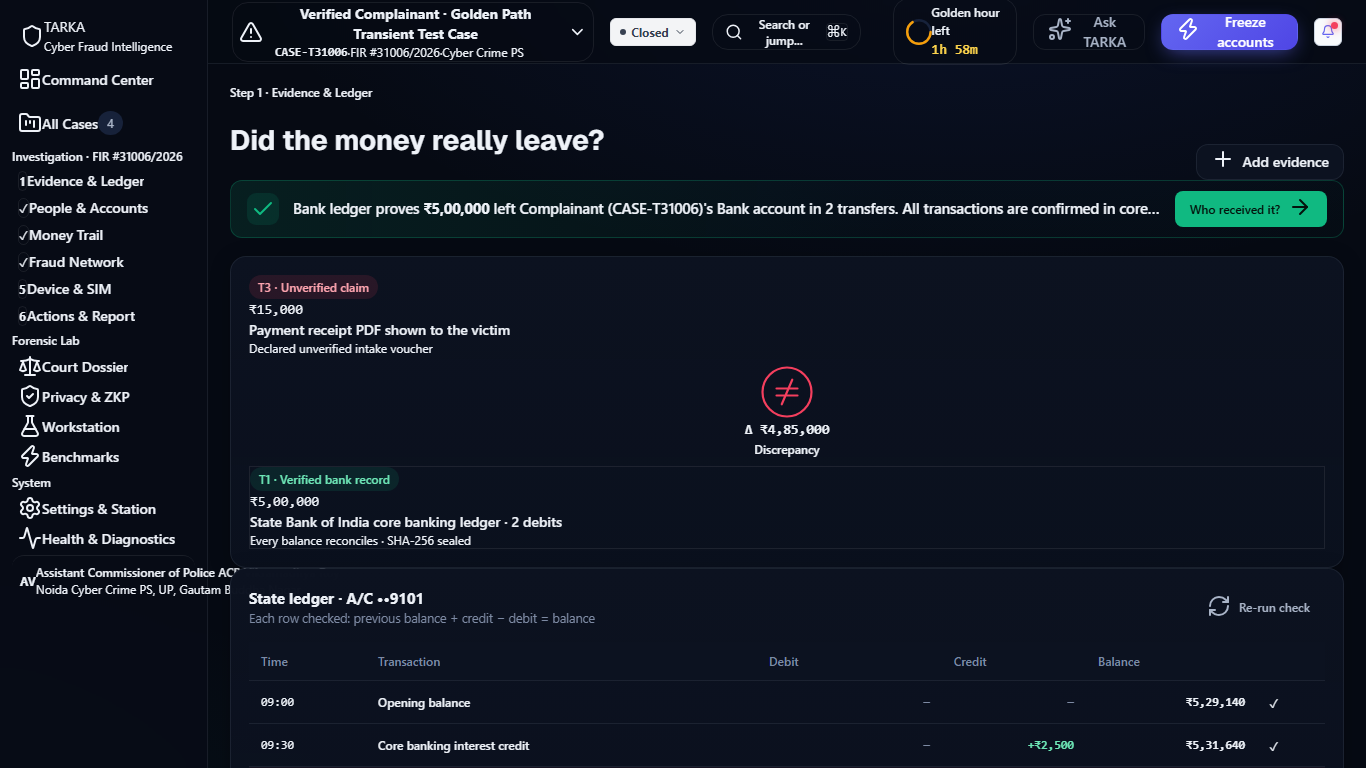 TARKA
Cyber Fraud Intelligence
Command Center
All Cases 4
Investigation · FIR #31006/2026
1 Evidence & Ledger
✓ People & Accounts
✓ Money Trail
✓ Fraud Network
5 Device & SIM
6 Actions & Report
Forensic Lab
Court Dossier
Privacy & ZKP
Workstation
Benchmarks
System
Settings & Station
Health & Diagnostics
AV
Assistant Commissioner of Police ACP
Noida Cyber Crime PS, UP, Gautam B
Verified Complainant · Golden Path
Transient Test Case
CASE-T31006·FIR #31006/2026·Cyber Crime PS
Closed
Search or
jump...
⌘K
Golden hour
left
1h 58m
Ask
TARKA
Freeze
accounts
Step 1 · Evidence & Ledger
Did the money really leave?
Add evidence
Bank ledger proves ₹5,00,000 left Complainant (CASE-T31006)'s Bank account in 2 transfers. All transactions are confirmed in core...
Who received it?
T3 · Unverified claim
₹15,000
Payment receipt PDF shown to the victim
Declared unverified intake voucher
≠
Δ ₹4,85,000
Discrepancy
T1 · Verified bank record
₹5,00,000
State Bank of India core banking ledger · 2 debits
Every balance reconciles · SHA-256 sealed
State ledger · A/C ••9101
Each row checked: previous balance + credit − debit = balance
Re-run check
Time Transaction Debit Credit Balance
09:00 Opening balance – – ₹5,29,140 ✓
09:30 Core banking interest credit – +₹2,500 ₹5,31,640 ✓